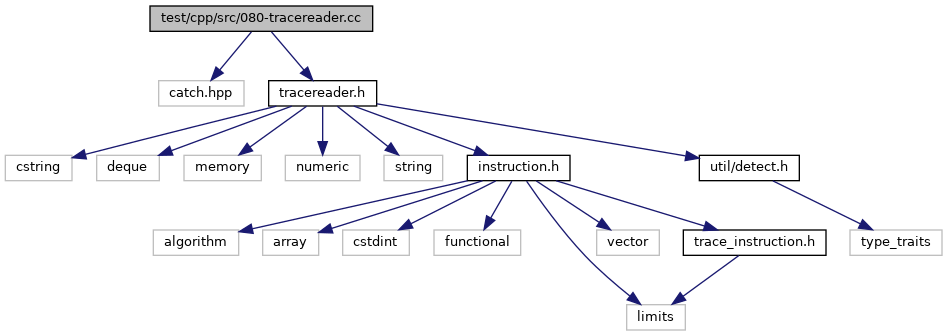 test/cpp/src/080-tracereader.cc
catch.hpp
tracereader.h
cstring
deque
memory
numeric
string
instruction.h
util/detect.h
algorithm
array
cstdint
functional
vector
trace_instruction.h
type_traits
limits